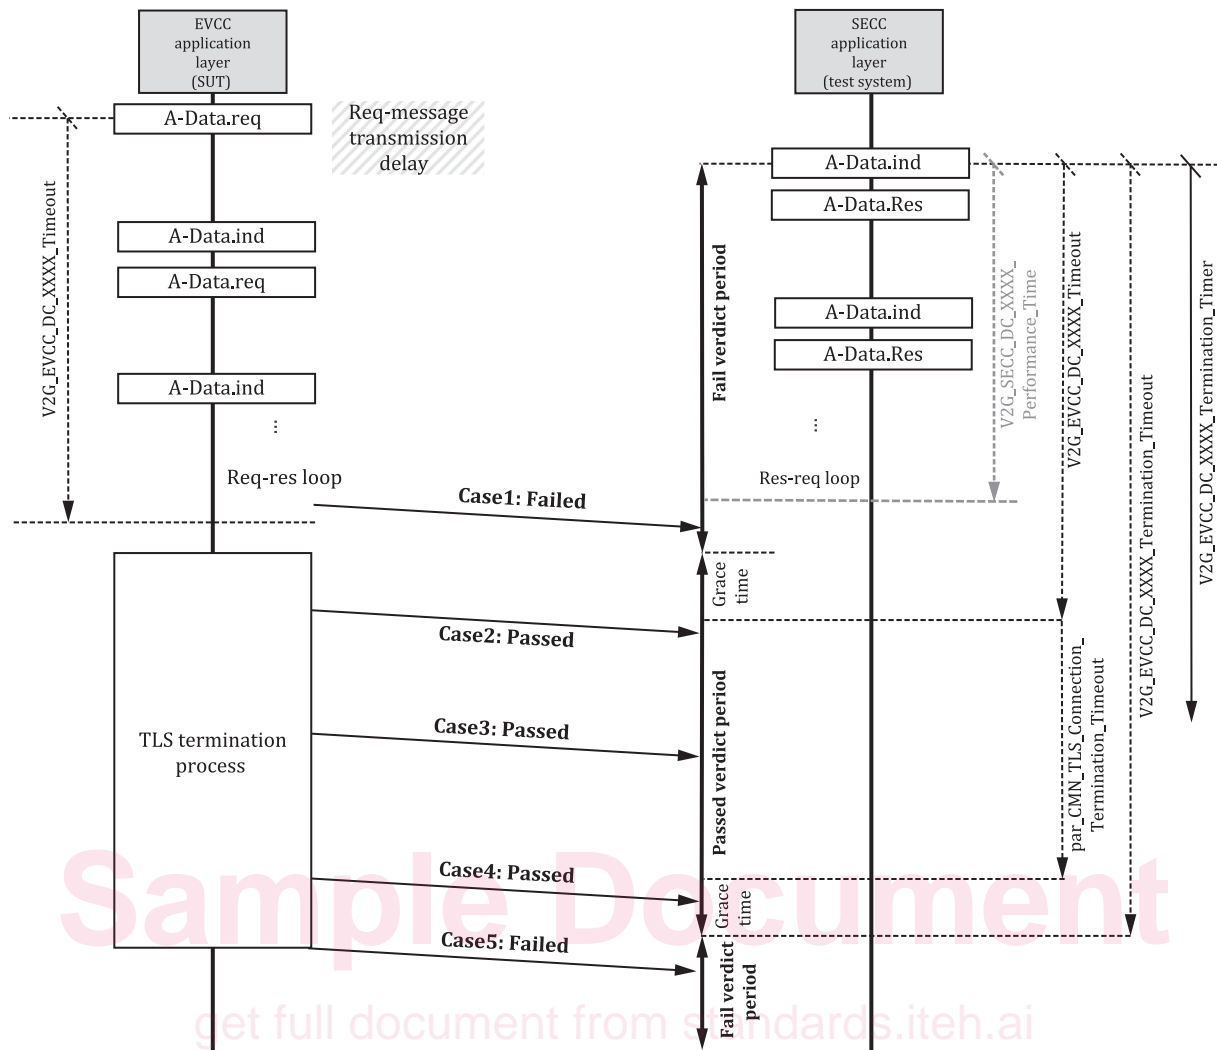 EVCC
application
layer
(SUT)
SECC
application
layer
(test system)
A-Data.req
Req-message
transmission
delay
A-Data.ind
A-Data.Res
A-Data.ind
A-Data.req
A-Data.ind
A-Data.Res
A-Data.ind
...
...
Req-res loop
Res-req loop
V2G_EVCC_DC_XXXX_Timeout
Fail verdict period
V2G_SECC_DC_XXXX_
Performance_Time
V2G_EVCC_DC_XXXX_Timeout
V2G_EVCC_DC_XXXX_Termination_Timeout
V2G_EVCC_DC_XXXX_Termination_Timer
Case1: Failed
Grace
time
Case2: Passed
TLS termination
process
Case3: Passed
Passed verdict period
par_CMN_TLS_Connection_
Termination_Timeout
Case4: Passed
Grace
time
Case5: Failed
Fail verdict
period
Sample Document
get full document from standards.iteh.ai